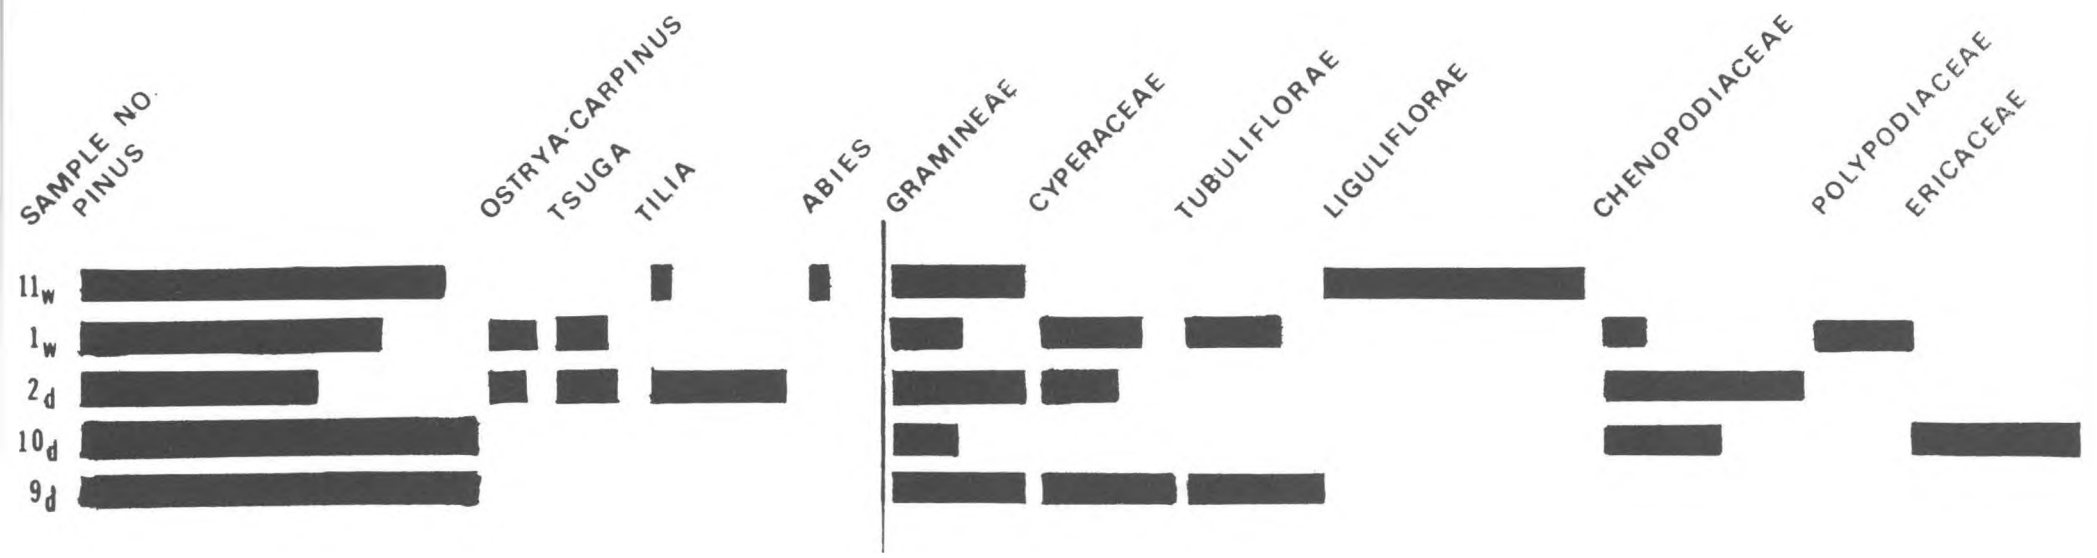 SAMPLE NO.
PINUS
OSTRYA-CARPINUS
TSUGA
TILIA
ABIES
GRAMINEAE
CYPERACEAE
TUBULIFLORAE
LIGULIFLORAE
CHENOPODIACEAE
POLYPODIACEAE
ERICACEAE
11w
1w
2d
10d
9d